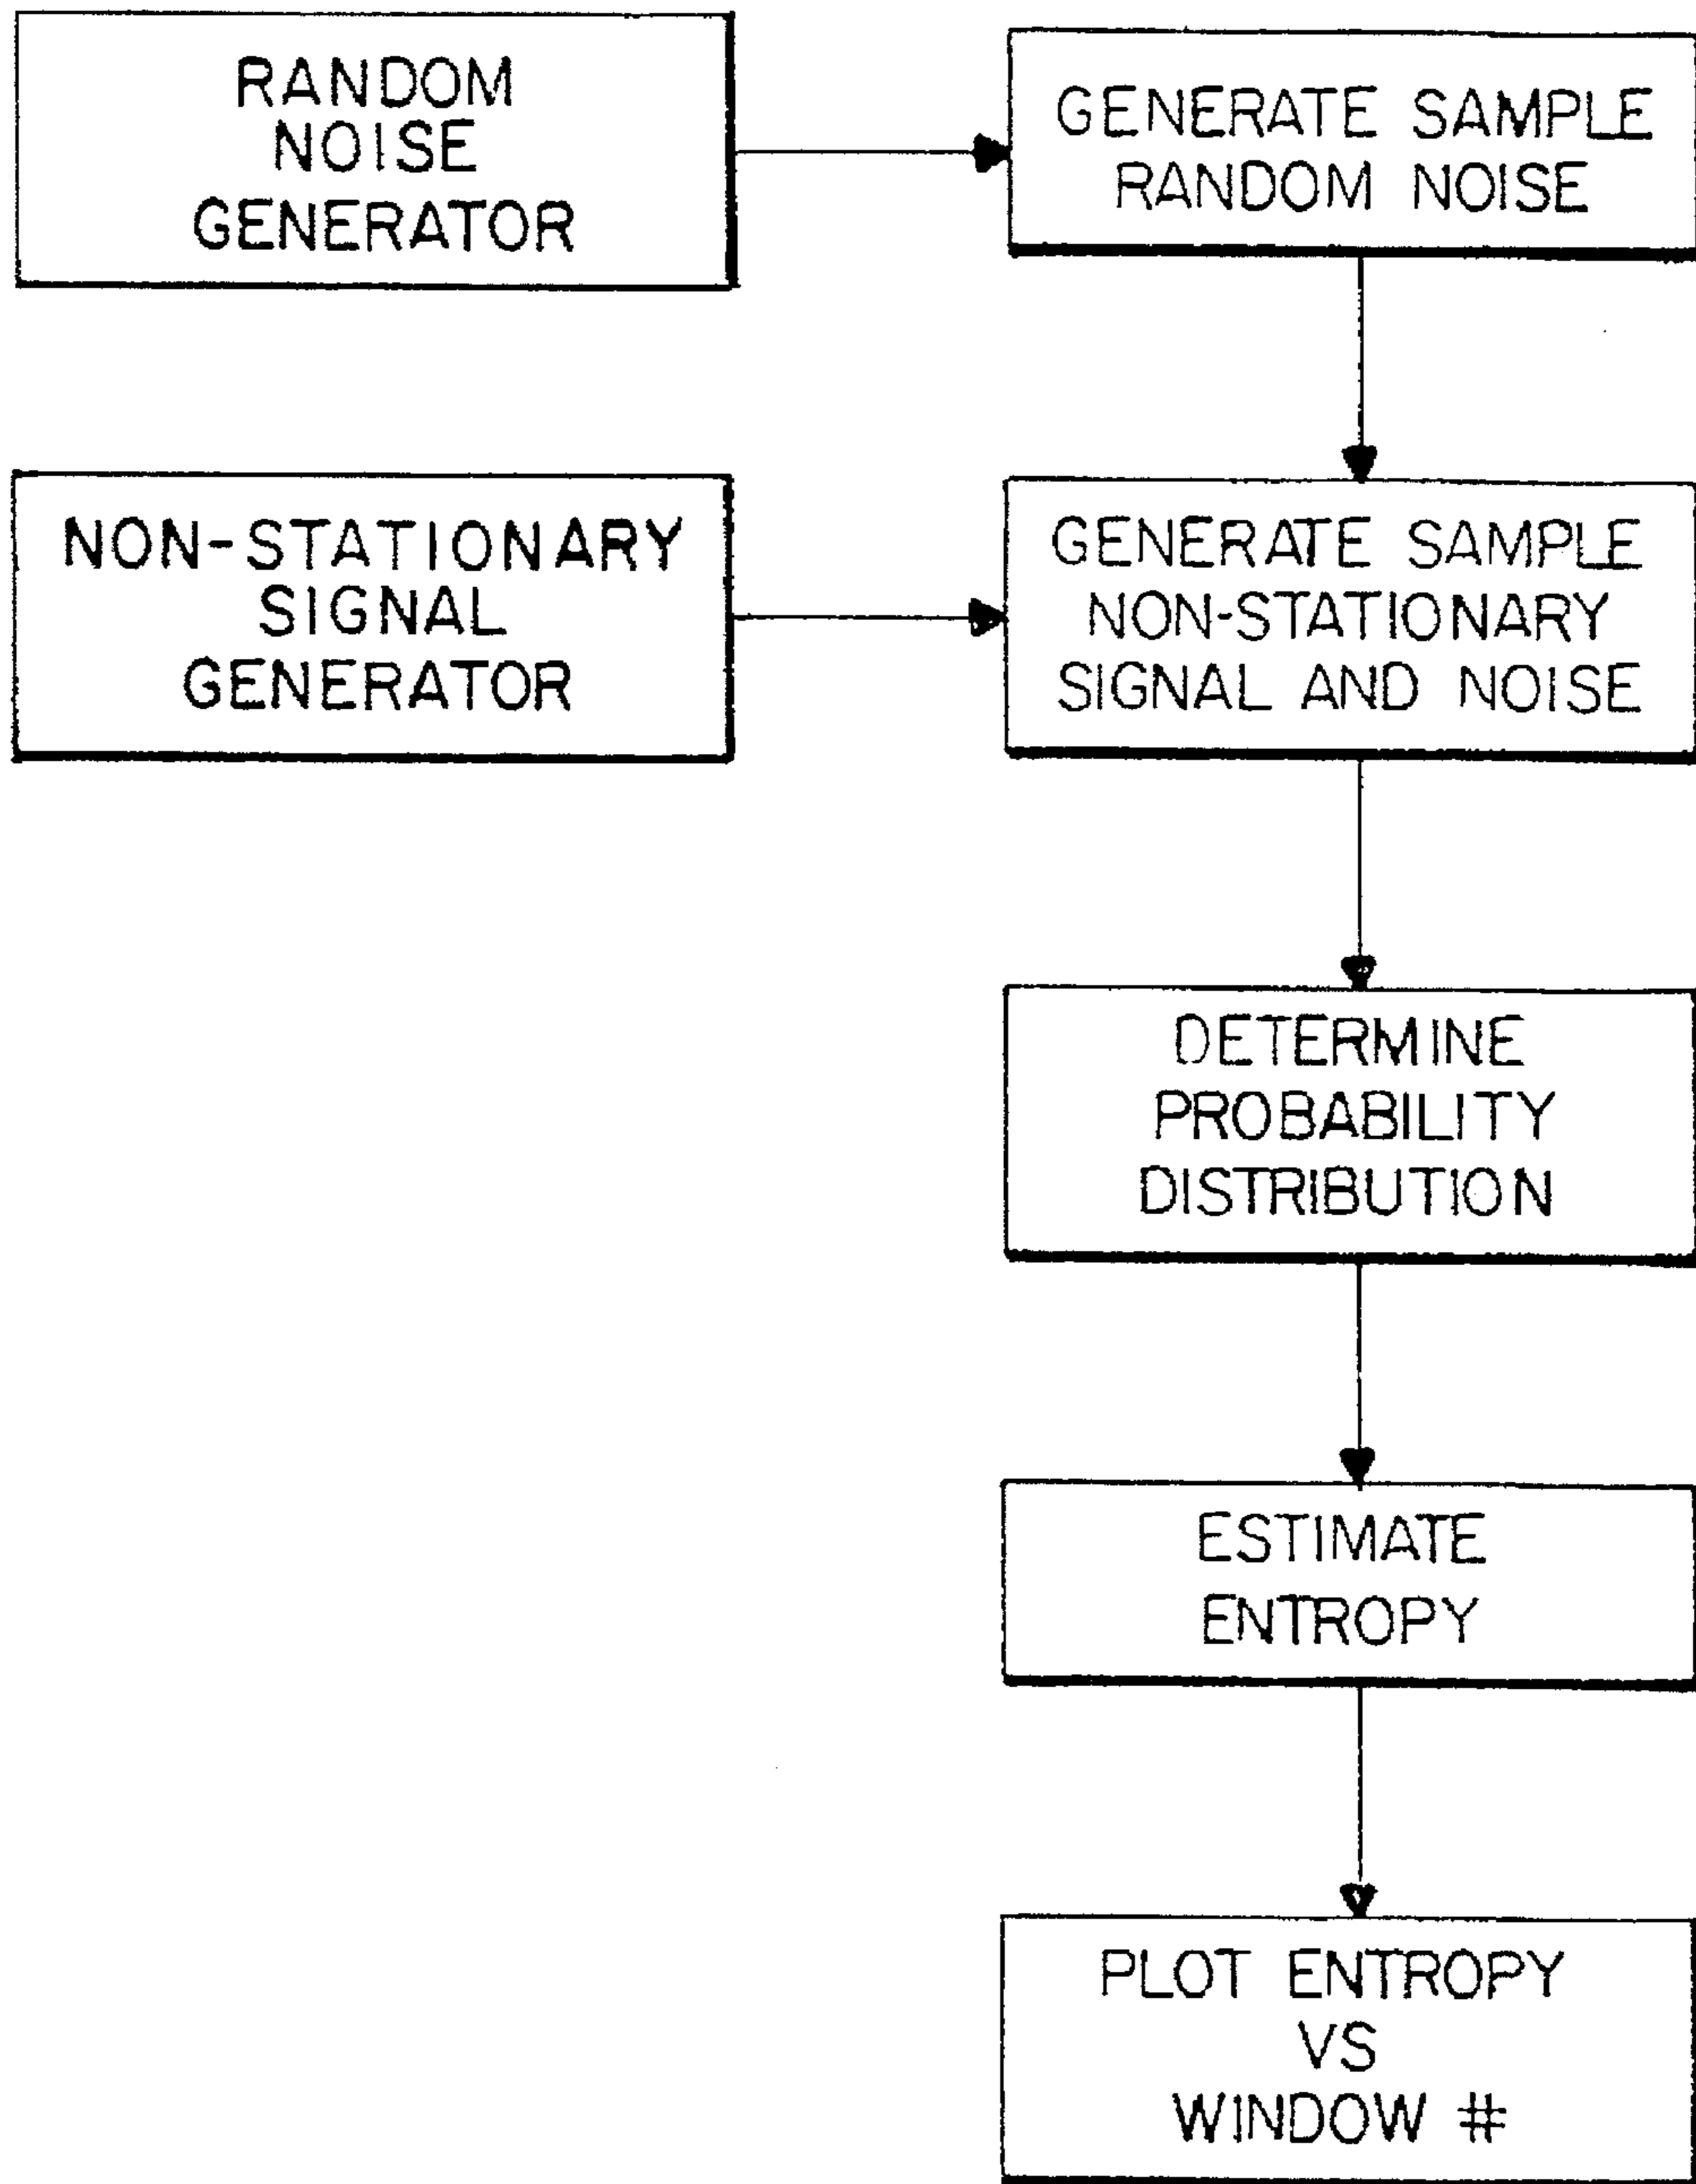 RANDOM
NOISE
GENERATOR
GENERATE SAMPLE
RANDOM NOISE
NON-STATIONARY
SIGNAL
GENERATOR
GENERATE SAMPLE
NON-STATIONARY
SIGNAL AND NOISE
DETERMINE
PROBABILITY
DISTRIBUTION
ESTIMATE
ENTROPY
PLOT ENTROPY
VS
WINDOW #